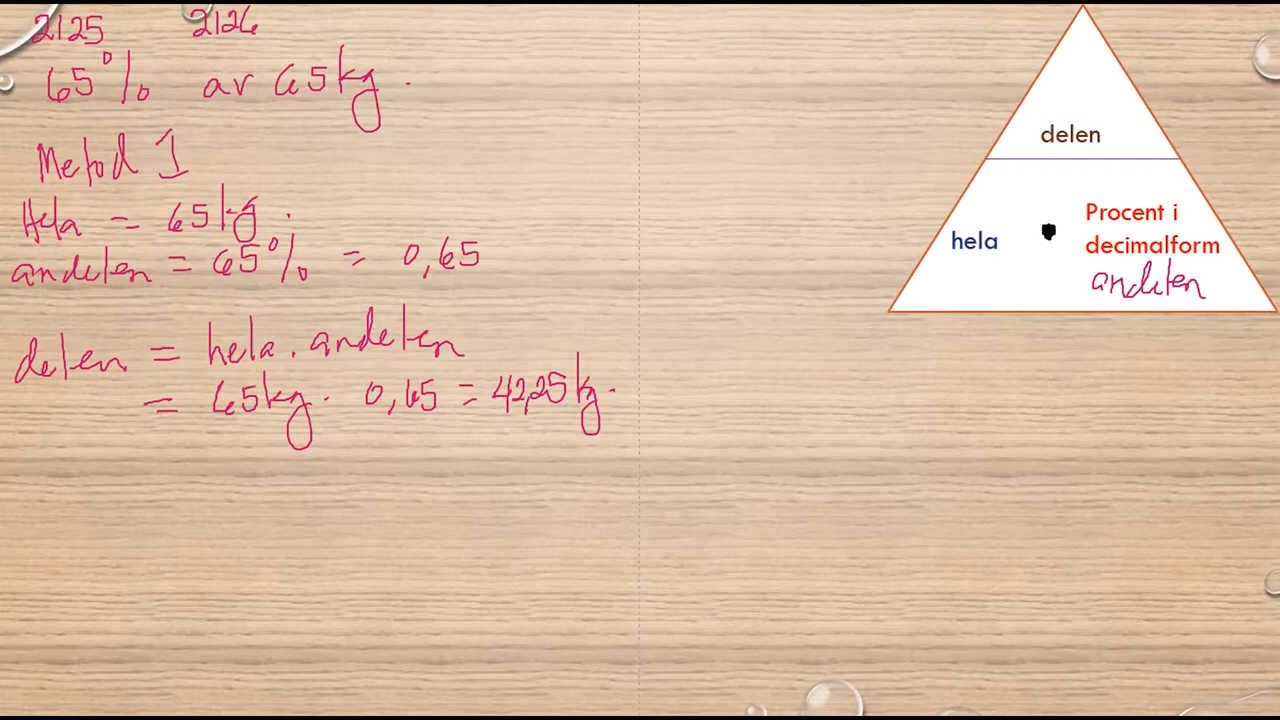 2125 2126
65% av 65kg.
Metod 1
Hela = 65kg.
andelen = 65% = 0,65
delen = hela. andelen
= 65kg. 0,65 = 42,25kg.
delen
hela
Procent i
decimalform
andelen